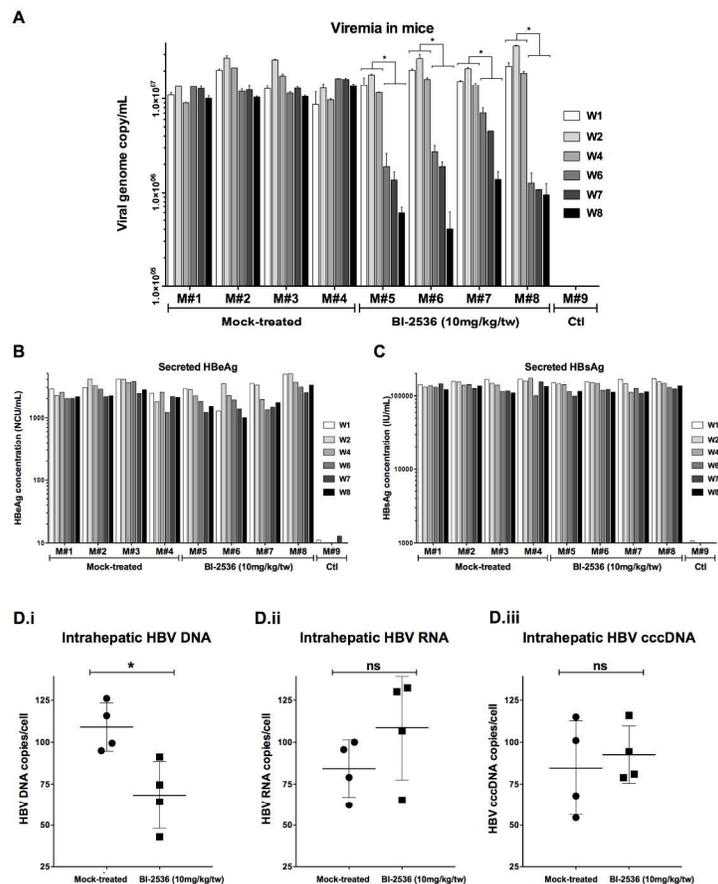 A
Viremia in mice
Viral genome copy/mL
1.0×10⁰⁷
1.0×10⁰⁶
1.0×10⁰⁵
* * * *
W1
W2
W4
W6
W7
W8
M#1 M#2 M#3 M#4 M#5 M#6 M#7 M#8 M#9
Mock-treated BI-2536 (10mg/kg/tw) Ctl
B
Secreted HBeAg
HBeAg concentration (NCU/mL)
1000
100
10
W1
W2
W4
W6
W7
W8
M#1 M#2 M#3 M#4 M#5 M#6 M#7 M#8 M#9
Mock-treated BI-2536 (10mg/kg/tw) Ctl
C
Secreted HBsAg
HBsAg concentration (IU/mL)
100000
10000
1000
W1
W2
W4
W6
W7
W8
M#1 M#2 M#3 M#4 M#5 M#6 M#7 M#8 M#9
Mock-treated BI-2536 (10mg/kg/tw) Ctl
D.i
Intrahepatic HBV DNA
*
HBV DNA copies/cell
125
100
75
50
25
Mock-treated BI-2536 (10mg/kg/tw)
D.ii
Intrahepatic HBV RNA
ns
HBV RNA copies/cell
125
100
75
50
25
Mock-treated BI-2536 (10mg/kg/tw)
D.iii
Intrahepatic HBV cccDNA
ns
HBV cccDNA copies/cell
125
100
75
50
25
Mock-treated BI-2536 (10mg/kg/tw)